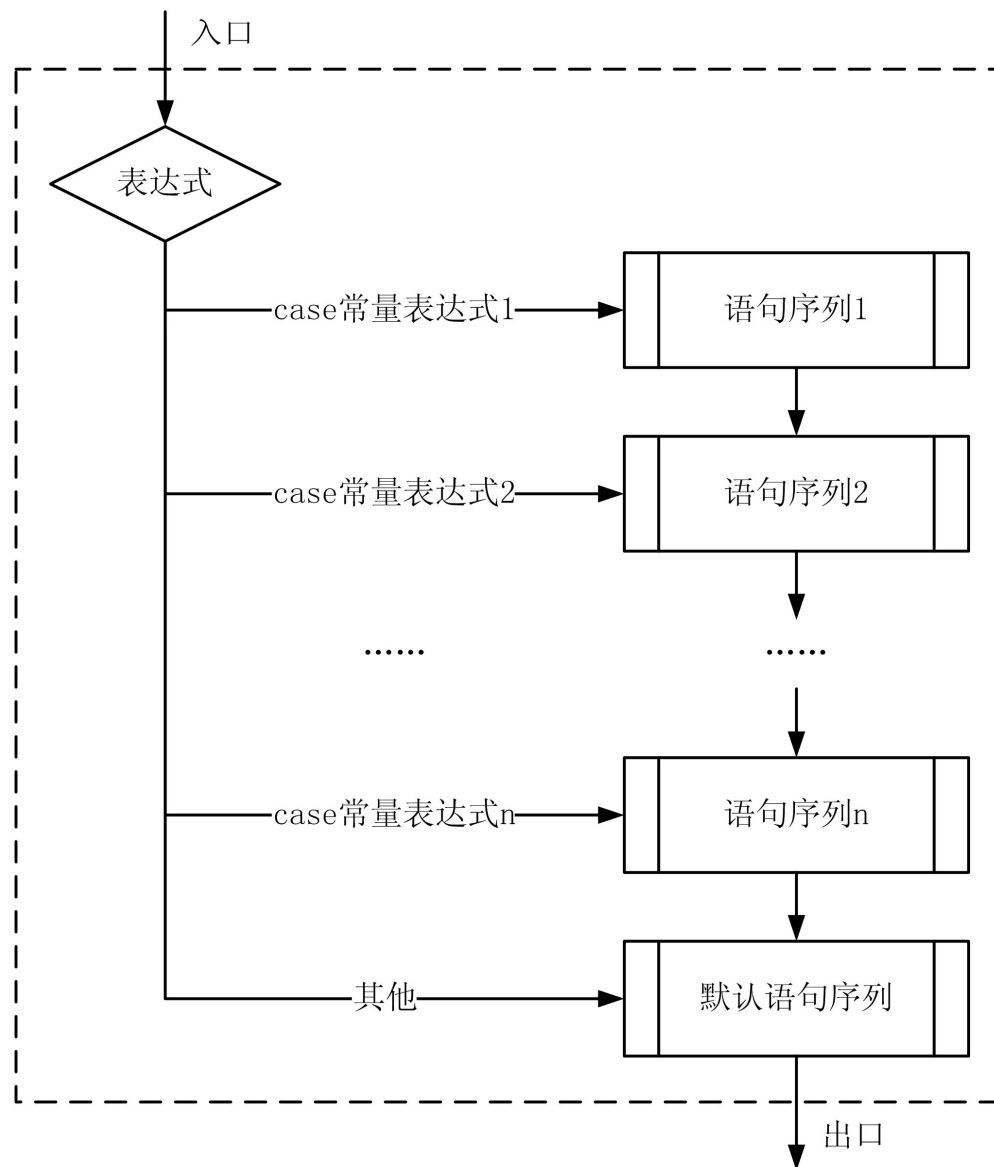 入口
表达式
case常量表达式1
语句序列1
case常量表达式2
语句序列2
......
......
case常量表达式n
语句序列n
其他
默认语句序列
出口